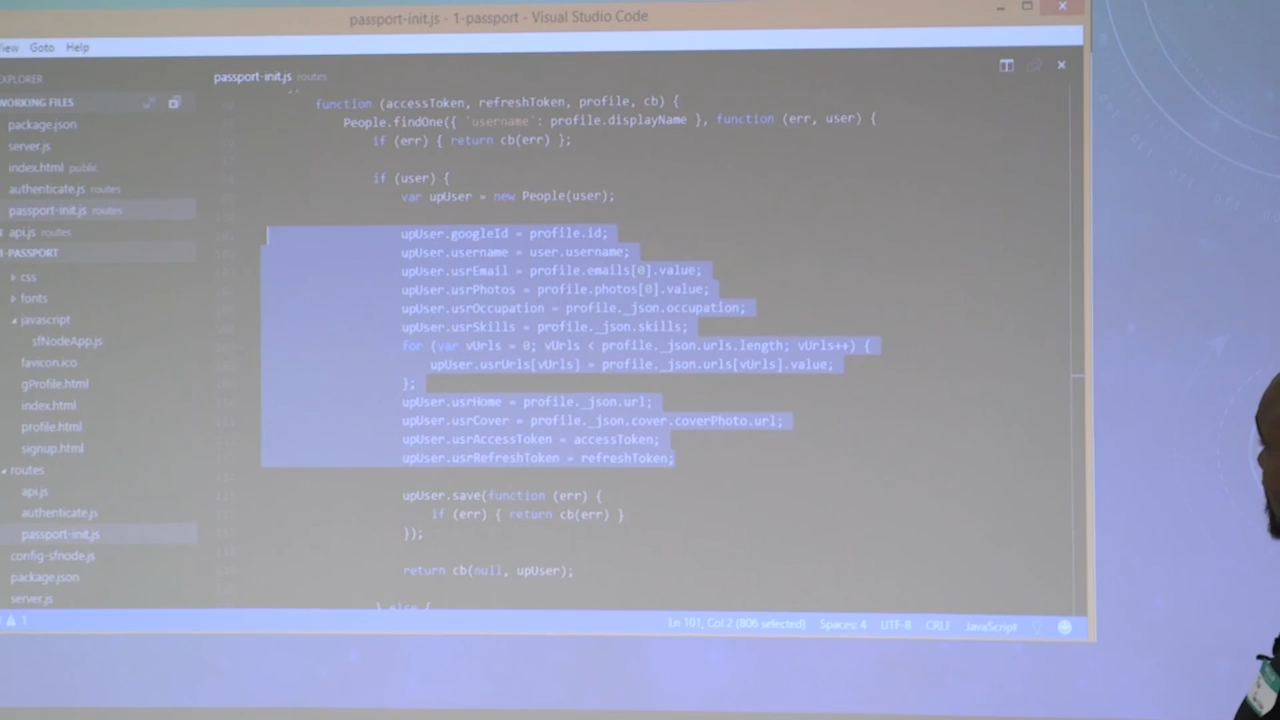 passport-init.js - 1-passport - Visual Studio Code
View Goto Help
EXPLORER
WORKING FILES
package.json
server.js
index.html public
authenticate.js routes
passport-init.js routes
api.js routes
1-PASSPORT
css
fonts
javascript
sfNodeApp.js
favicon.ico
gProfile.html
index.html
profile.html
signup.html
routes
api.js
authenticate.js
passport-init.js
config-sfnode.js
package.json
server.js
passport-init.js routes
function (accessToken, refreshToken, profile, cb) {
People.findOne({ 'username': profile.displayName }, function (err, user) {
if (err) { return cb(err) };
if (user) {
var upUser = new People(user);
upUser.googleId = profile.id;
upUser.username = user.username;
upUser.usrEmail = profile.emails[0].value;
upUser.usrPhotos = profile.photos[0].value;
upUser.usrOccupation = profile._json.occupation;
upUser.usrSkills = profile._json.skills;
for (var vUrls = 0; vUrls < profile._json.urls.length; vUrls++) {
upUser.usrUrls[vUrls] = profile._json.urls[vUrls].value;
};
upUser.usrHome = profile._json.url;
upUser.usrCover = profile._json.cover.coverPhoto.url;
upUser.usrAccessToken = accessToken;
upUser.usrRefreshToken = refreshToken;
upUser.save(function (err) {
if (err) { return cb(err) }
});
return cb(null, upUser);
} else {
1
Ln 101, Col 2 (806 selected) Spaces: 4 UTF-8 CRLF JavaScript